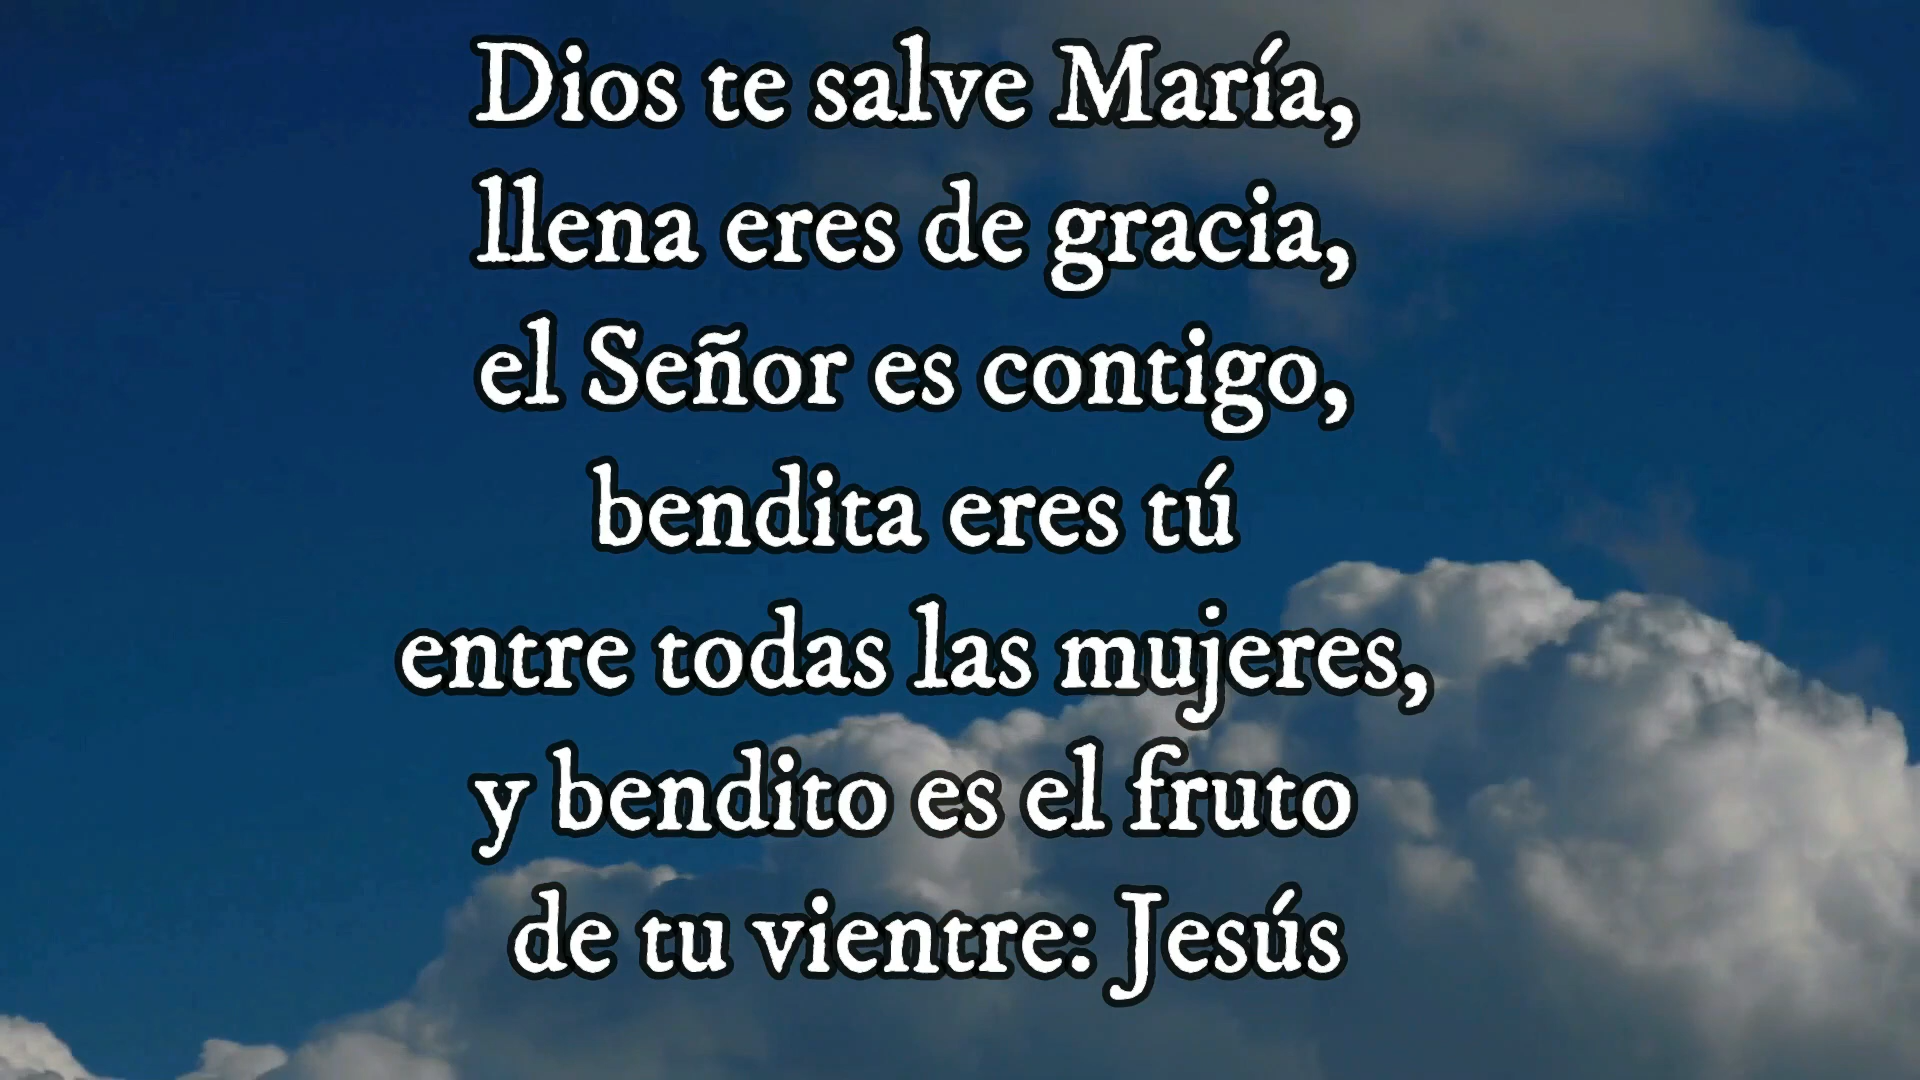 Dios te salve María,
llena eres de gracia,
el Señor es contigo,
bendita eres tú
entre todas las mujeres,
y bendito es el fruto
de tu vientre: Jesús